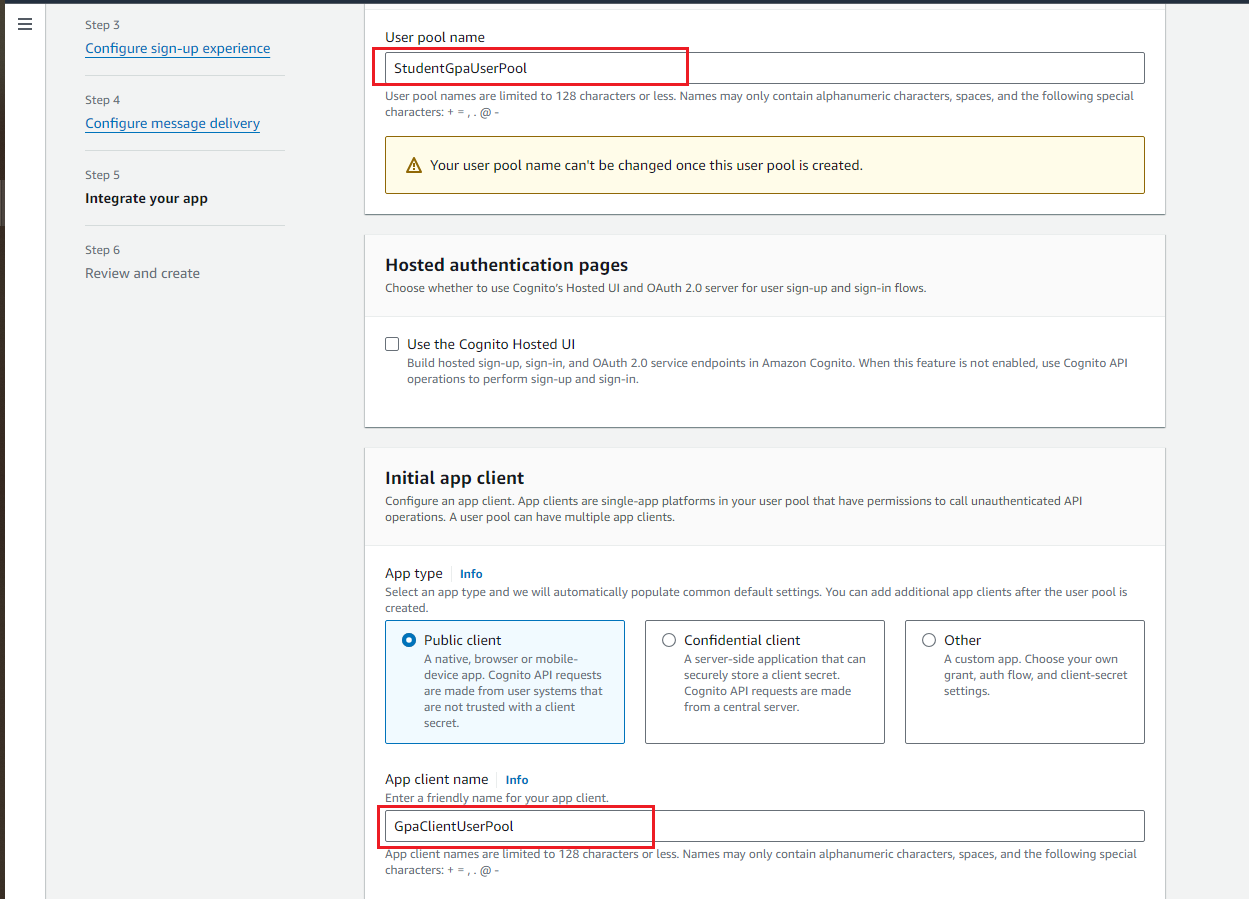 Step 3
Configure sign-up experience
Step 4
Configure message delivery
Step 5
Integrate your app
Step 6
Review and create
User pool name
StudentGpaUserPool
User pool names are limited to 128 characters or less. Names may only contain alphanumeric characters, spaces, and the following special
characters: + = , . @ -
Your user pool name can't be changed once this user pool is created.
Hosted authentication pages
Choose whether to use Cognito's Hosted UI and OAuth 2.0 server for user sign-up and sign-in flows.
Use the Cognito Hosted UI
Build hosted sign-up, sign-in, and OAuth 2.0 service endpoints in Amazon Cognito. When this feature is not enabled, use Cognito API
operations to perform sign-up and sign-in.
Initial app client
Configure an app client. App clients are single-app platforms in your user pool that have permissions to call unauthenticated API
operations. A user pool can have multiple app clients.
App type Info
Select an app type and we will automatically populate common default settings. You can add additional app clients after the user pool is
created.
Public client
A native, browser or mobile-
device app. Cognito API requests
are made from user systems that
are not trusted with a client
secret.
Confidential client
A server-side application that can
securely store a client secret.
Cognito API requests are made
from a central server.
Other
A custom app. Choose your own
grant, auth flow, and client-secret
settings.
App client name Info
Enter a friendly name for your app client.
GpaClientUserPool
App client names are limited to 128 characters or less. Names may only contain alphanumeric characters, spaces, and the following special
characters: + = , . @ -